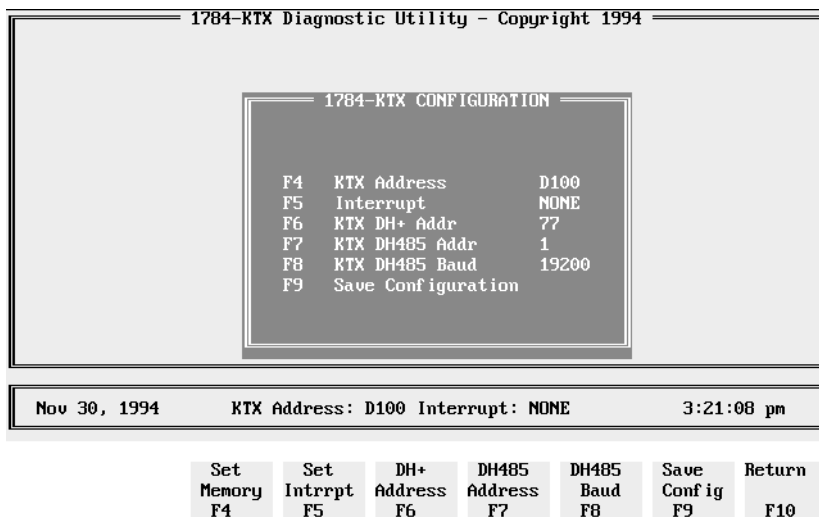 1784-KTX Diagnostic Utility - Copyright 1994
1784-KTX CONFIGURATION
F4 KTX Address D100
F5 Interrupt NONE
F6 KTX DH+ Addr 77
F7 KTX DH485 Addr 1
F8 KTX DH485 Baud 19200
F9 Save Configuration
Nov 30, 1994 KTX Address: D100 Interrupt: NONE 3:21:08 pm
Set Set DH+ DH485 DH485 Save Return
Memory Intrrpt Address Address Baud Config
F4 F5 F6 F7 F8 F9 F10